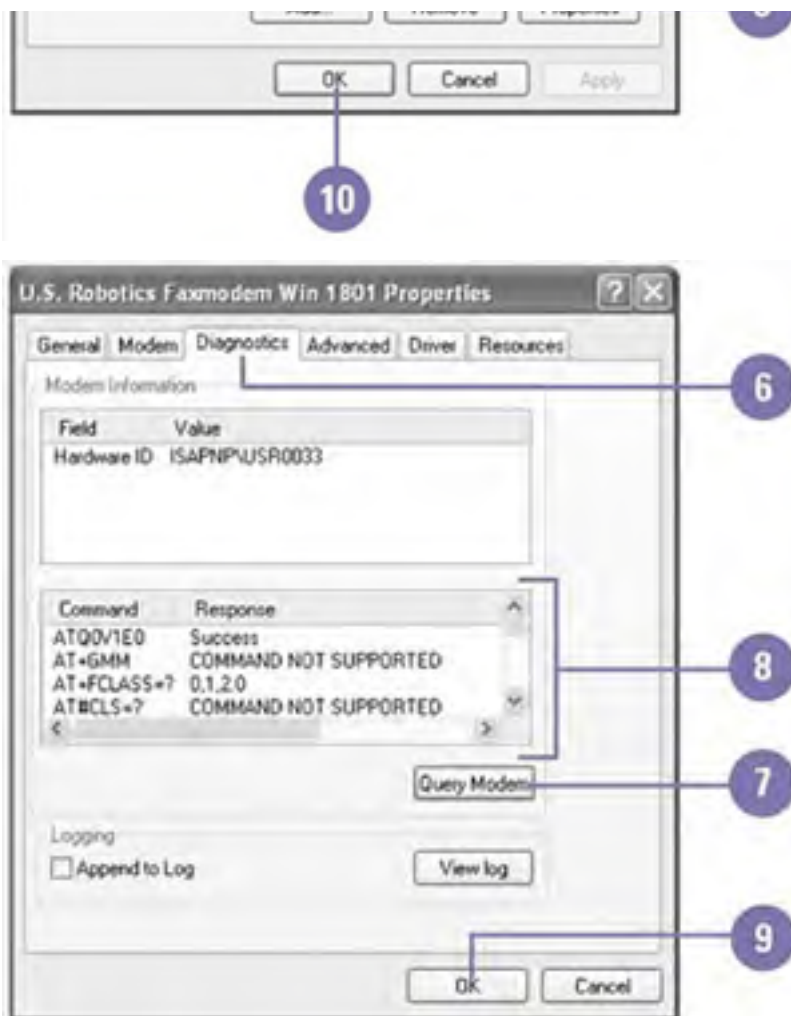 Add... Remove Properties
OK Cancel Apply
10
U.S. Robotics Faxmodem Win 1801 Properties
General Modem Diagnostics Advanced Driver Resources
6
Modem Information
Field Value
Hardware ID ISAPNP\USR0033
Command Response
ATQ0V1E0 Success
AT+GMM COMMAND NOT SUPPORTED
AT+FCLASS=? 0,1,2.0
AT#CLS=? COMMAND NOT SUPPORTED
8
Query Modem
7
Logging
Append to Log View log
9
OK Cancel